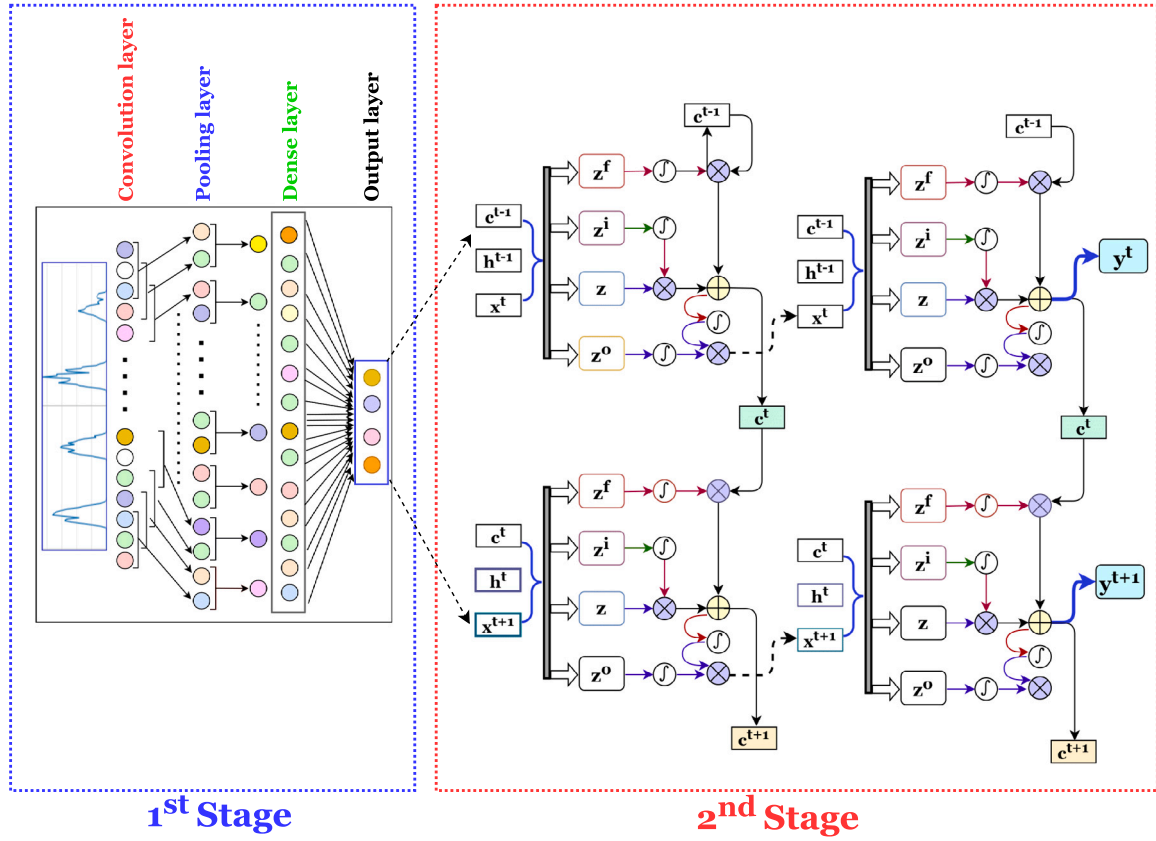 Convolution layer
Pooling layer
Dense layer
Output layer
c^t-1
z^f
∫
c^t-1
z^i
∫
h^t-1
z
x^t
∫
z^o
∫
c^t
z^f
∫
c^t
z^i
∫
h^t
z
x^t+1
∫
z^o
∫
c^t+1
c^t-1
z^f
∫
c^t-1
z^i
∫
y^t
h^t-1
z
x^t
∫
z^o
∫
c^t
z^f
∫
c^t
z^i
∫
y^t+1
h^t
z
x^t+1
∫
z^o
∫
c^t+1
1st Stage
2nd Stage